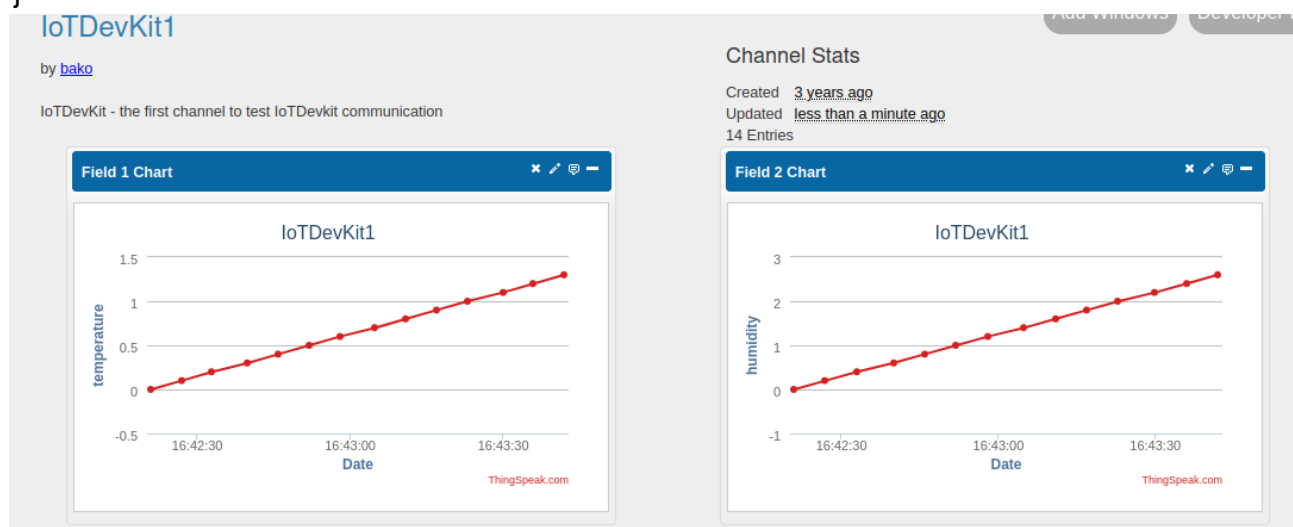 IoTDevKit1
Add Windows
Developer
by bako
IoTDevKit - the first channel to test IoTDevkit communication
Channel Stats
Created 3 years ago
Updated less than a minute ago
14 Entries
Field 1 Chart
IoTDevKit1
1.5
1
0.5
0
-0.5
temperature
16:42:30 16:43:00 16:43:30
Date
ThingSpeak.com
Field 2 Chart
IoTDevKit1
3
2
1
0
-1
humidity
16:42:30 16:43:00 16:43:30
Date
ThingSpeak.com